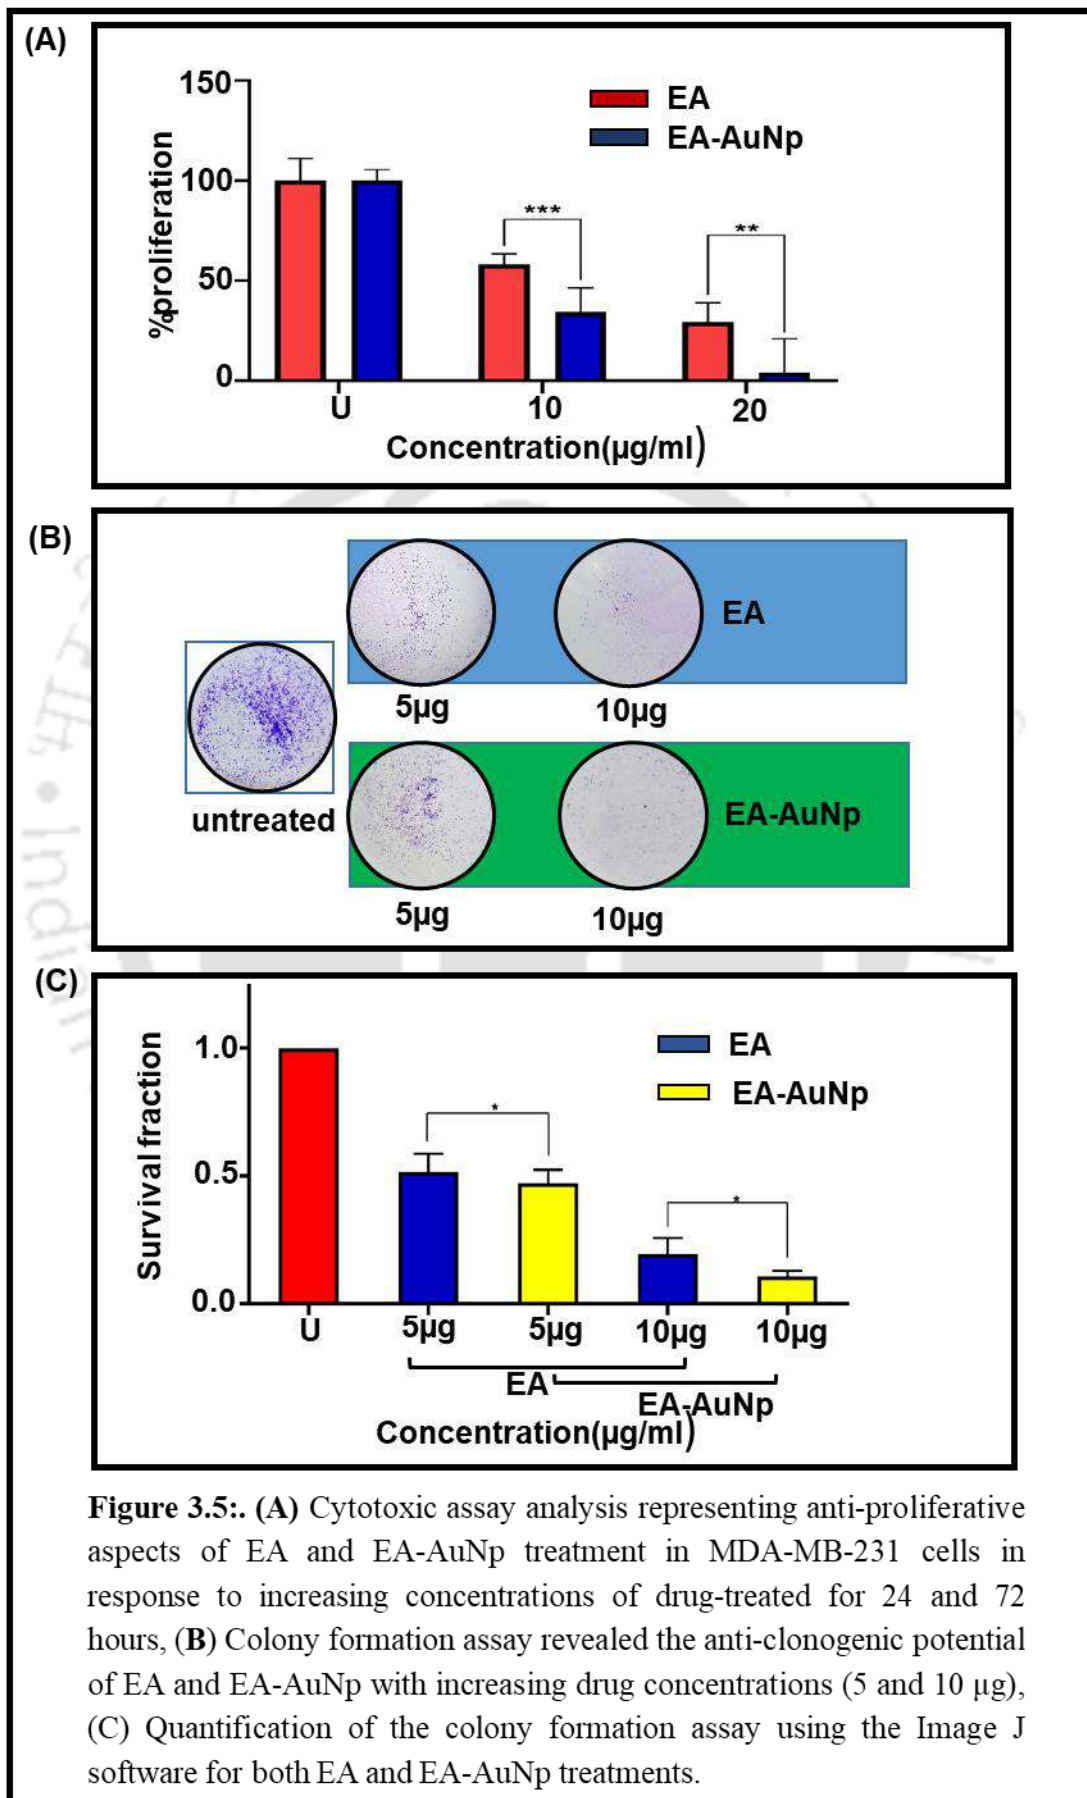 (A)
150
100
50
0
%proliferation
EA
EA-AuNp
***
**
U
10
20
Concentration(µg/ml)
(B)
untreated
5µg
10µg
EA
5µg
10µg
EA-AuNp
(C)
Survival fraction
1.0
0.5
0.0
EA
EA-AuNp
*
*
U
5µg
5µg
10µg
10µg
EA
EA-AuNp
Concentration(µg/ml)
Figure 3.5:. (A) Cytotoxic assay analysis representing anti-proliferative
aspects of EA and EA-AuNp treatment in MDA-MB-231 cells in
response to increasing concentrations of drug-treated for 24 and 72
hours, (B) Colony formation assay revealed the anti-clonogenic potential
of EA and EA-AuNp with increasing drug concentrations (5 and 10 µg),
(C) Quantification of the colony formation assay using the Image J
software for both EA and EA-AuNp treatments.